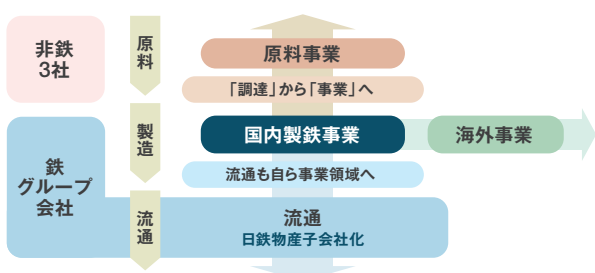 非鉄
3社
原料
原料事業
「調達」から「事業」へ
鉄
グループ
会社
製造
国内製鉄事業
海外事業
流通も自ら事業領域へ
流通
流通
日鉄物産子会社化